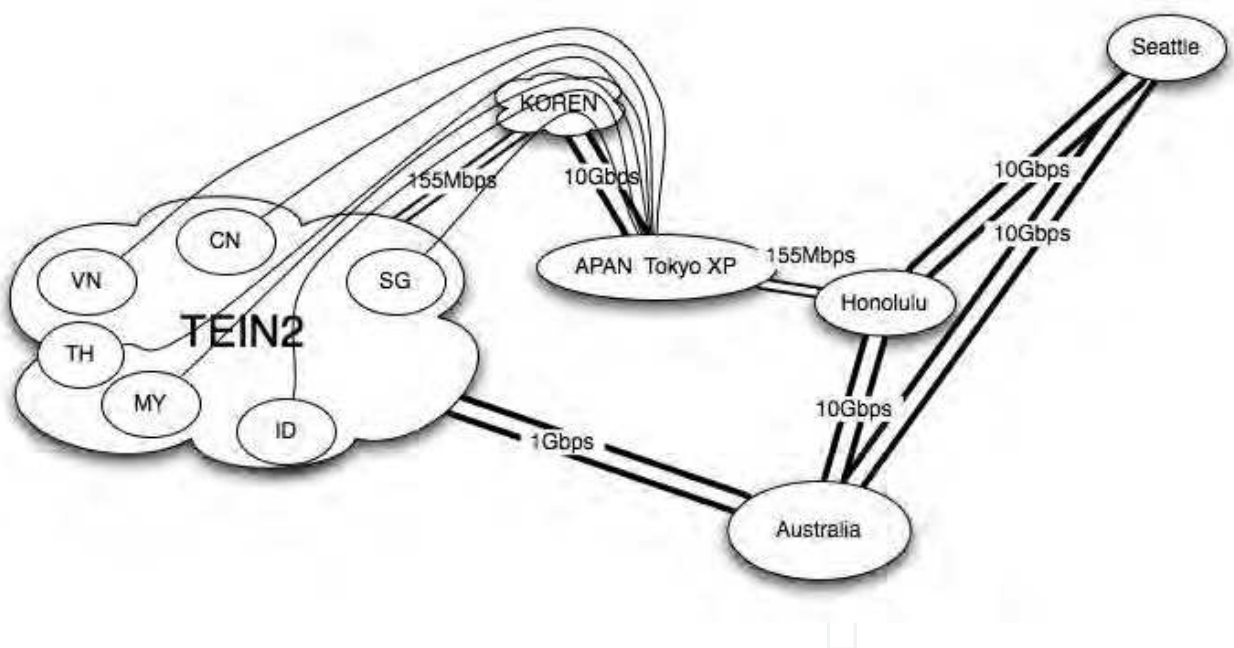 Seattle
KOREN
155Mbps
10Gbps
10Gbps
10Gbps
CN
VN
SG
APAN Tokyo XP
155Mbps
Honolulu
TEIN2
TH
MY
ID
10Gbps
1Gbps
Australia